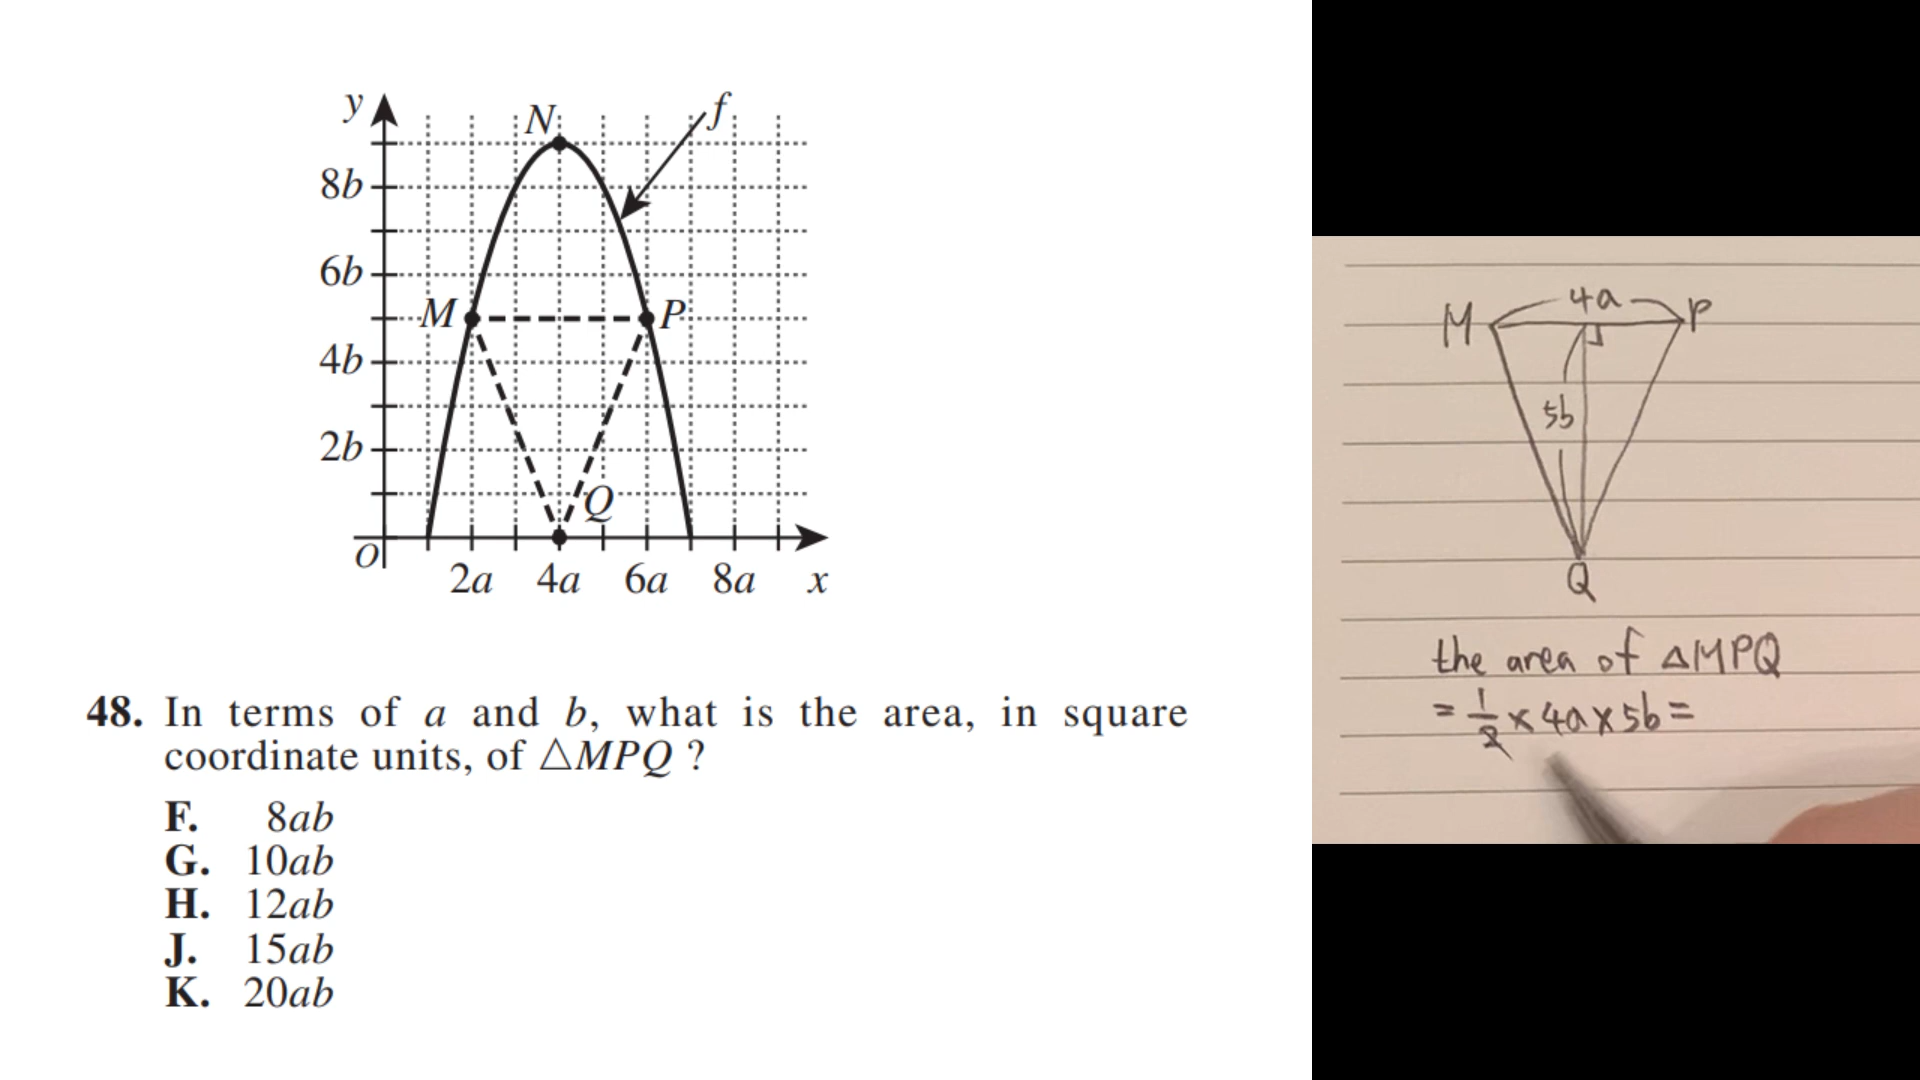 y
N
f
8b
6b
M
P
4b
2b
Q
O
2a 4a 6a 8a x
48. In terms of a and b, what is the area, in square
coordinate units, of △MPQ ?
F. 8ab
G. 10ab
H. 12ab
J. 15ab
K. 20ab
4a
M
P
5b
Q
the area of △MPQ
= 1/2 × 4a × 5b =